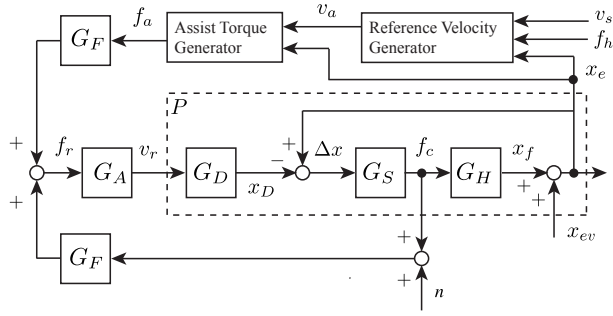 f_a
v_a
v_s
G_F
Assist Torque
Generator
Reference Velocity
Generator
f_h
x_e
P
+
+
f_r
v_r
+
Δx
f_c
x_f
−
G_A
G_D
x_D
G_S
G_H
+
+
+
x_ev
G_F
+
+
n